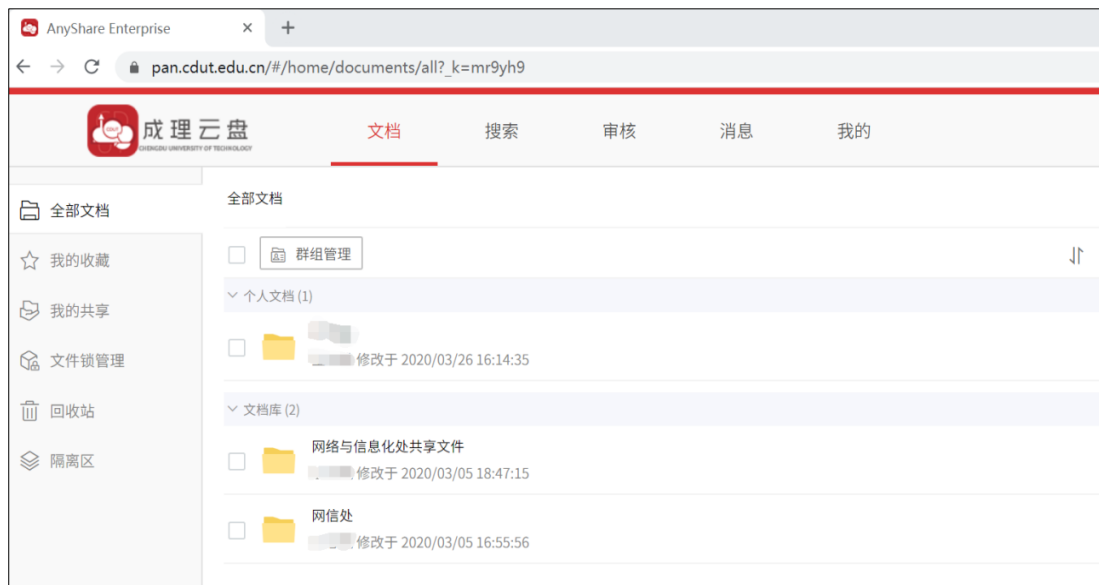 AnyShare Enterprise
pan.cdut.edu.cn/#/home/documents/all?_k=mr9yh9
CDUT
成理云盘 文档 搜索 审核 消息 我的
CHENGDU UNIVERSITY OF TECHNOLOGY
全部文档
全部文档
群组管理
我的收藏
个人文档 (1)
我的共享
修改于 2020/03/26 16:14:35
文件锁管理
回收站
文档库 (2)
隔离区
网络与信息化处共享文件
修改于 2020/03/05 18:47:15
网信处
修改于 2020/03/05 16:55:56